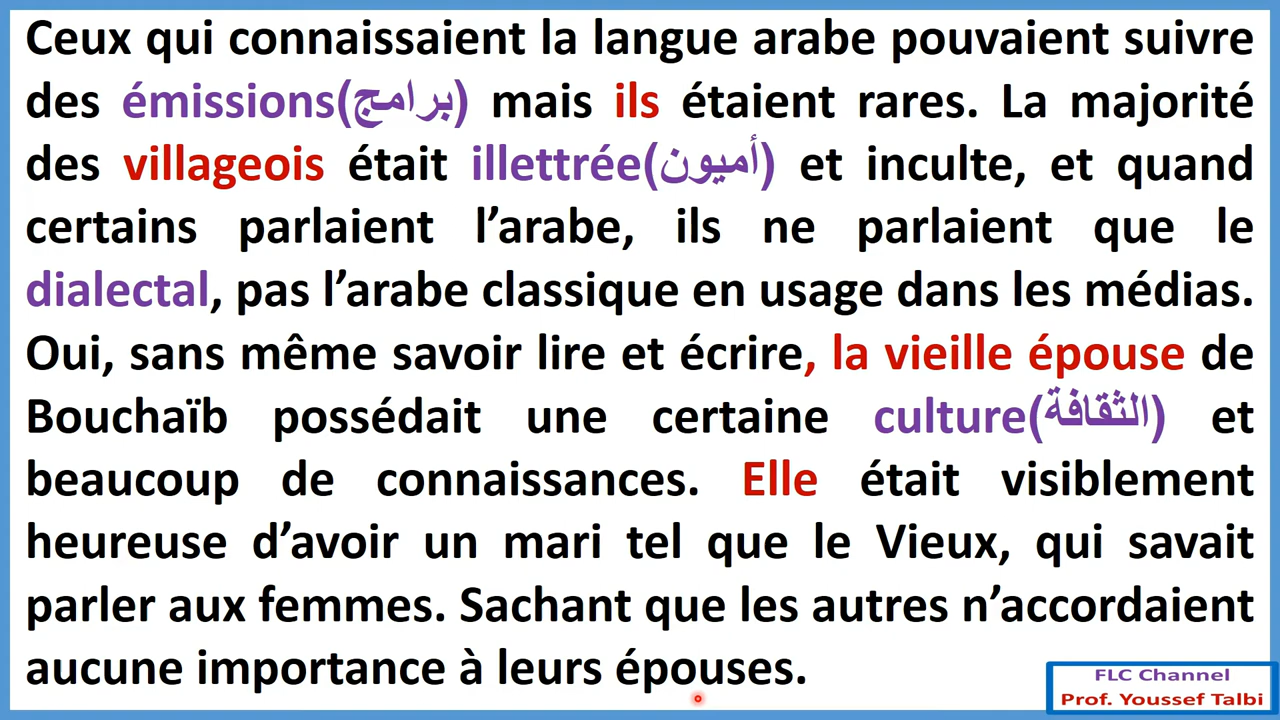 Ceux qui connaissaient la langue arabe pouvaient suivre
des émissions(برامج) mais ils étaient rares. La majorité
des villageois était illettrée(أميون) et inculte, et quand
certains parlaient l’arabe, ils ne parlaient que le
dialectal, pas l’arabe classique en usage dans les médias.
Oui, sans même savoir lire et écrire, la vieille épouse de
Bouchaïb possédait une certaine culture(الثقافة) et
beaucoup de connaissances. Elle était visiblement
heureuse d’avoir un mari tel que le Vieux, qui savait
parler aux femmes. Sachant que les autres n’accordaient
aucune importance à leurs épouses.
FLC Channel
Prof. Youssef Talbi